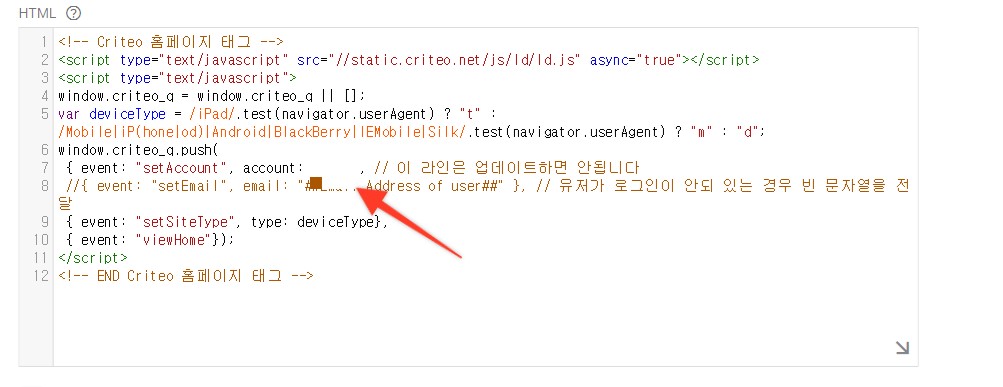 HTML ?
1 <!-- Criteo 홈페이지 태그 -->
2 <script type="text/javascript" src="//static.criteo.net/js/ld/ld.js" async="true"></script>
3 <script type="text/javascript">
4 window.criteo_q = window.criteo_q || [];
5 var deviceType = /iPad/.test(navigator.userAgent) ? "t" :
/Mobile|iP(hone|od)|Android|BlackBerry|IEMobile|Silk/.test(navigator.userAgent) ? "m" : "d";
6 window.criteo_q.push(
7 { event: "setAccount", account: , // 이 라인은 업데이트하면 안됩니다
8 //{ event: "setEmail", email: "## Address of user##" }, // 유저가 로그인이 안되 있는 경우 빈 문자열을 전
달
9 { event: "setSiteType", type: deviceType},
10 { event: "viewHome"});
11 </script>
12 <!-- END Criteo 홈페이지 태그 -->